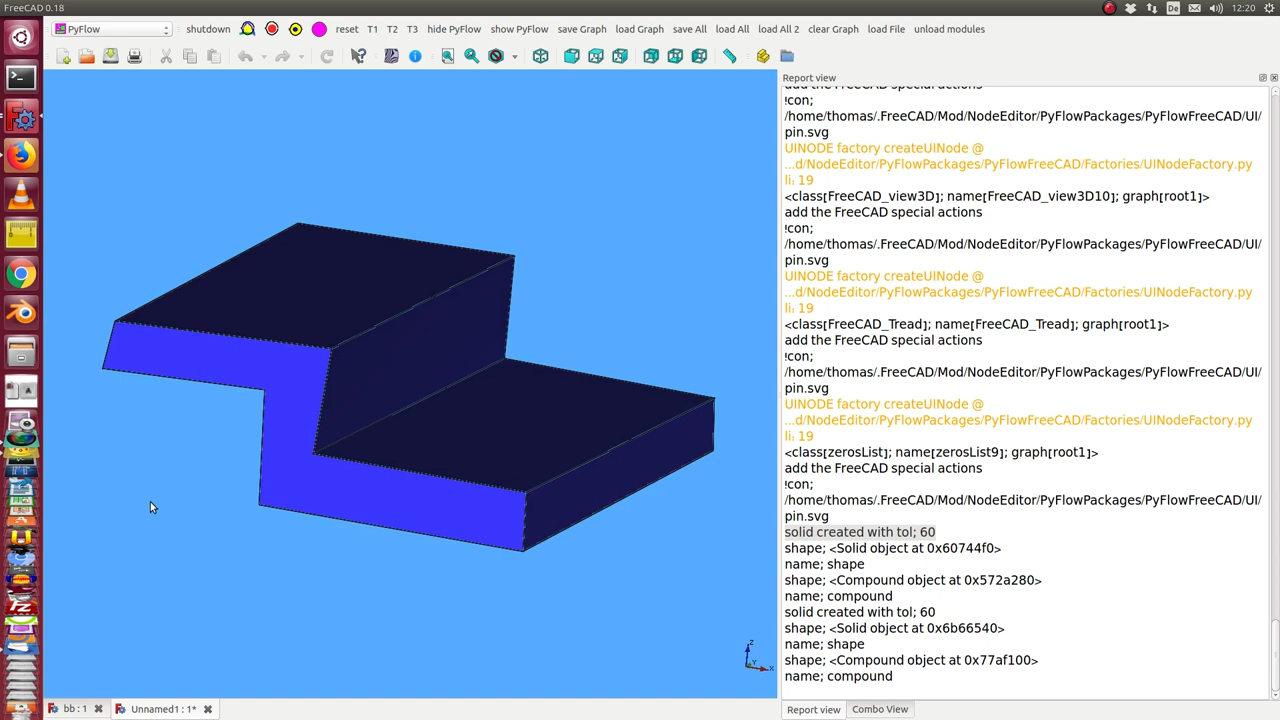 FreeCAD 0.18
De
12:20
PyFlow
shutdown
reset
T1
T2
T3
hide PyFlow
show PyFlow
save Graph
load Graph
save All
load All
load All 2
clear Graph
load File
unload modules
Report view
add the FreeCAD special actions
!con;
/home/thomas/.FreeCAD/Mod/NodeEditor/PyFlowPackages/PyFlowFreeCAD/UI/
pin.svg
UINODE factory createUINode @
...d/NodeEditor/PyFlowPackages/PyFlowFreeCAD/Factories/UINodeFactory.py
li: 19
<class[FreeCAD_view3D]; name[FreeCAD_view3D10]; graph[root1]>
add the FreeCAD special actions
!con;
/home/thomas/.FreeCAD/Mod/NodeEditor/PyFlowPackages/PyFlowFreeCAD/UI/
pin.svg
UINODE factory createUINode @
...d/NodeEditor/PyFlowPackages/PyFlowFreeCAD/Factories/UINodeFactory.py
li: 19
<class[FreeCAD_Tread]; name[FreeCAD_Tread]; graph[root1]>
add the FreeCAD special actions
!con;
/home/thomas/.FreeCAD/Mod/NodeEditor/PyFlowPackages/PyFlowFreeCAD/UI/
pin.svg
UINODE factory createUINode @
...d/NodeEditor/PyFlowPackages/PyFlowFreeCAD/Factories/UINodeFactory.py
li: 19
<class[zerosList]; name[zerosList9]; graph[root1]>
add the FreeCAD special actions
!con;
/home/thomas/.FreeCAD/Mod/NodeEditor/PyFlowPackages/PyFlowFreeCAD/UI/
pin.svg
solid created with tol; 60
shape; <Solid object at 0x60744f0>
name; shape
shape; <Compound object at 0x572a280>
name; compound
solid created with tol; 60
shape; <Solid object at 0x6b66540>
name; shape
shape; <Compound object at 0x77af100>
name; compound
Z
Y
X
bb : 1
Unnamed1 : 1*
Report view
Combo View